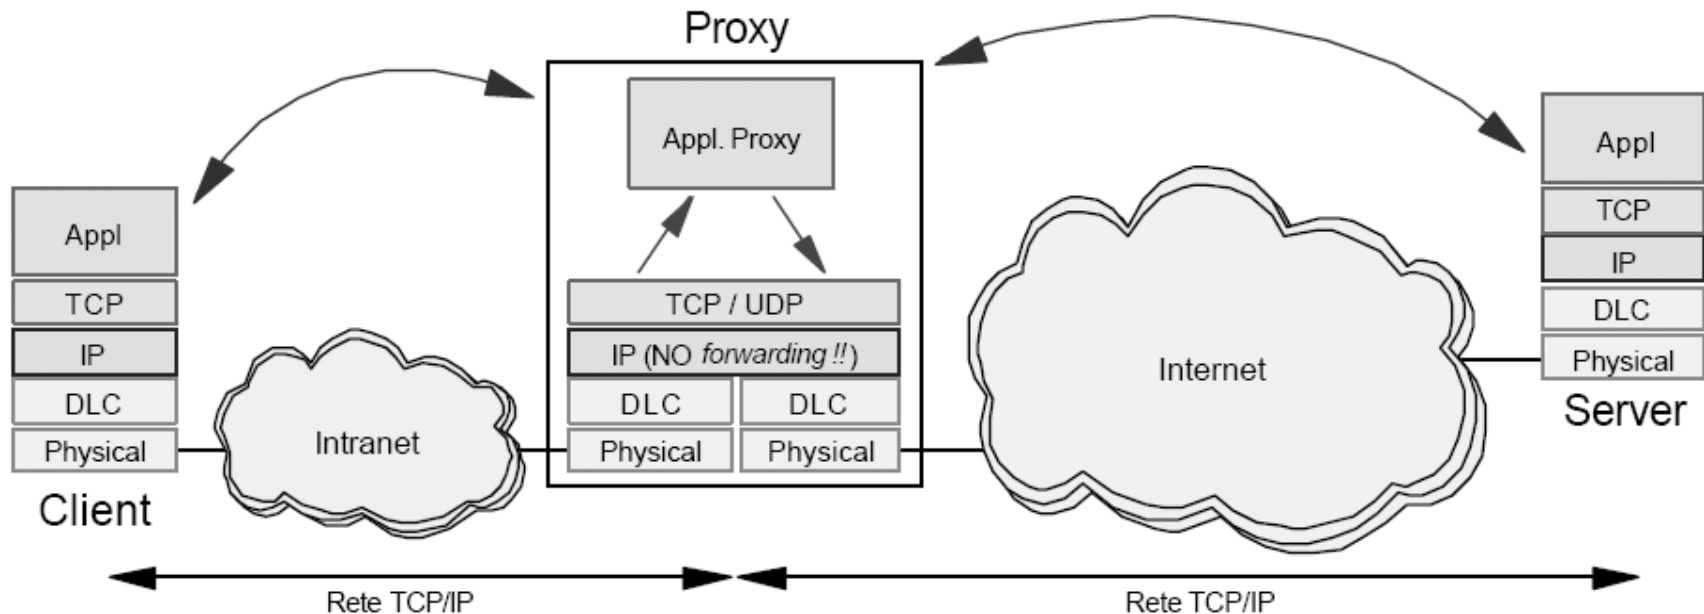 Proxy
Appl. Proxy
TCP / UDP
IP (NO forwarding !!)
DLC
DLC
Physical
Physical
Appl
TCP
IP
DLC
Physical
Client
Intranet
Internet
Appl
TCP
IP
DLC
Physical
Server
Rete TCP/IP
Rete TCP/IP